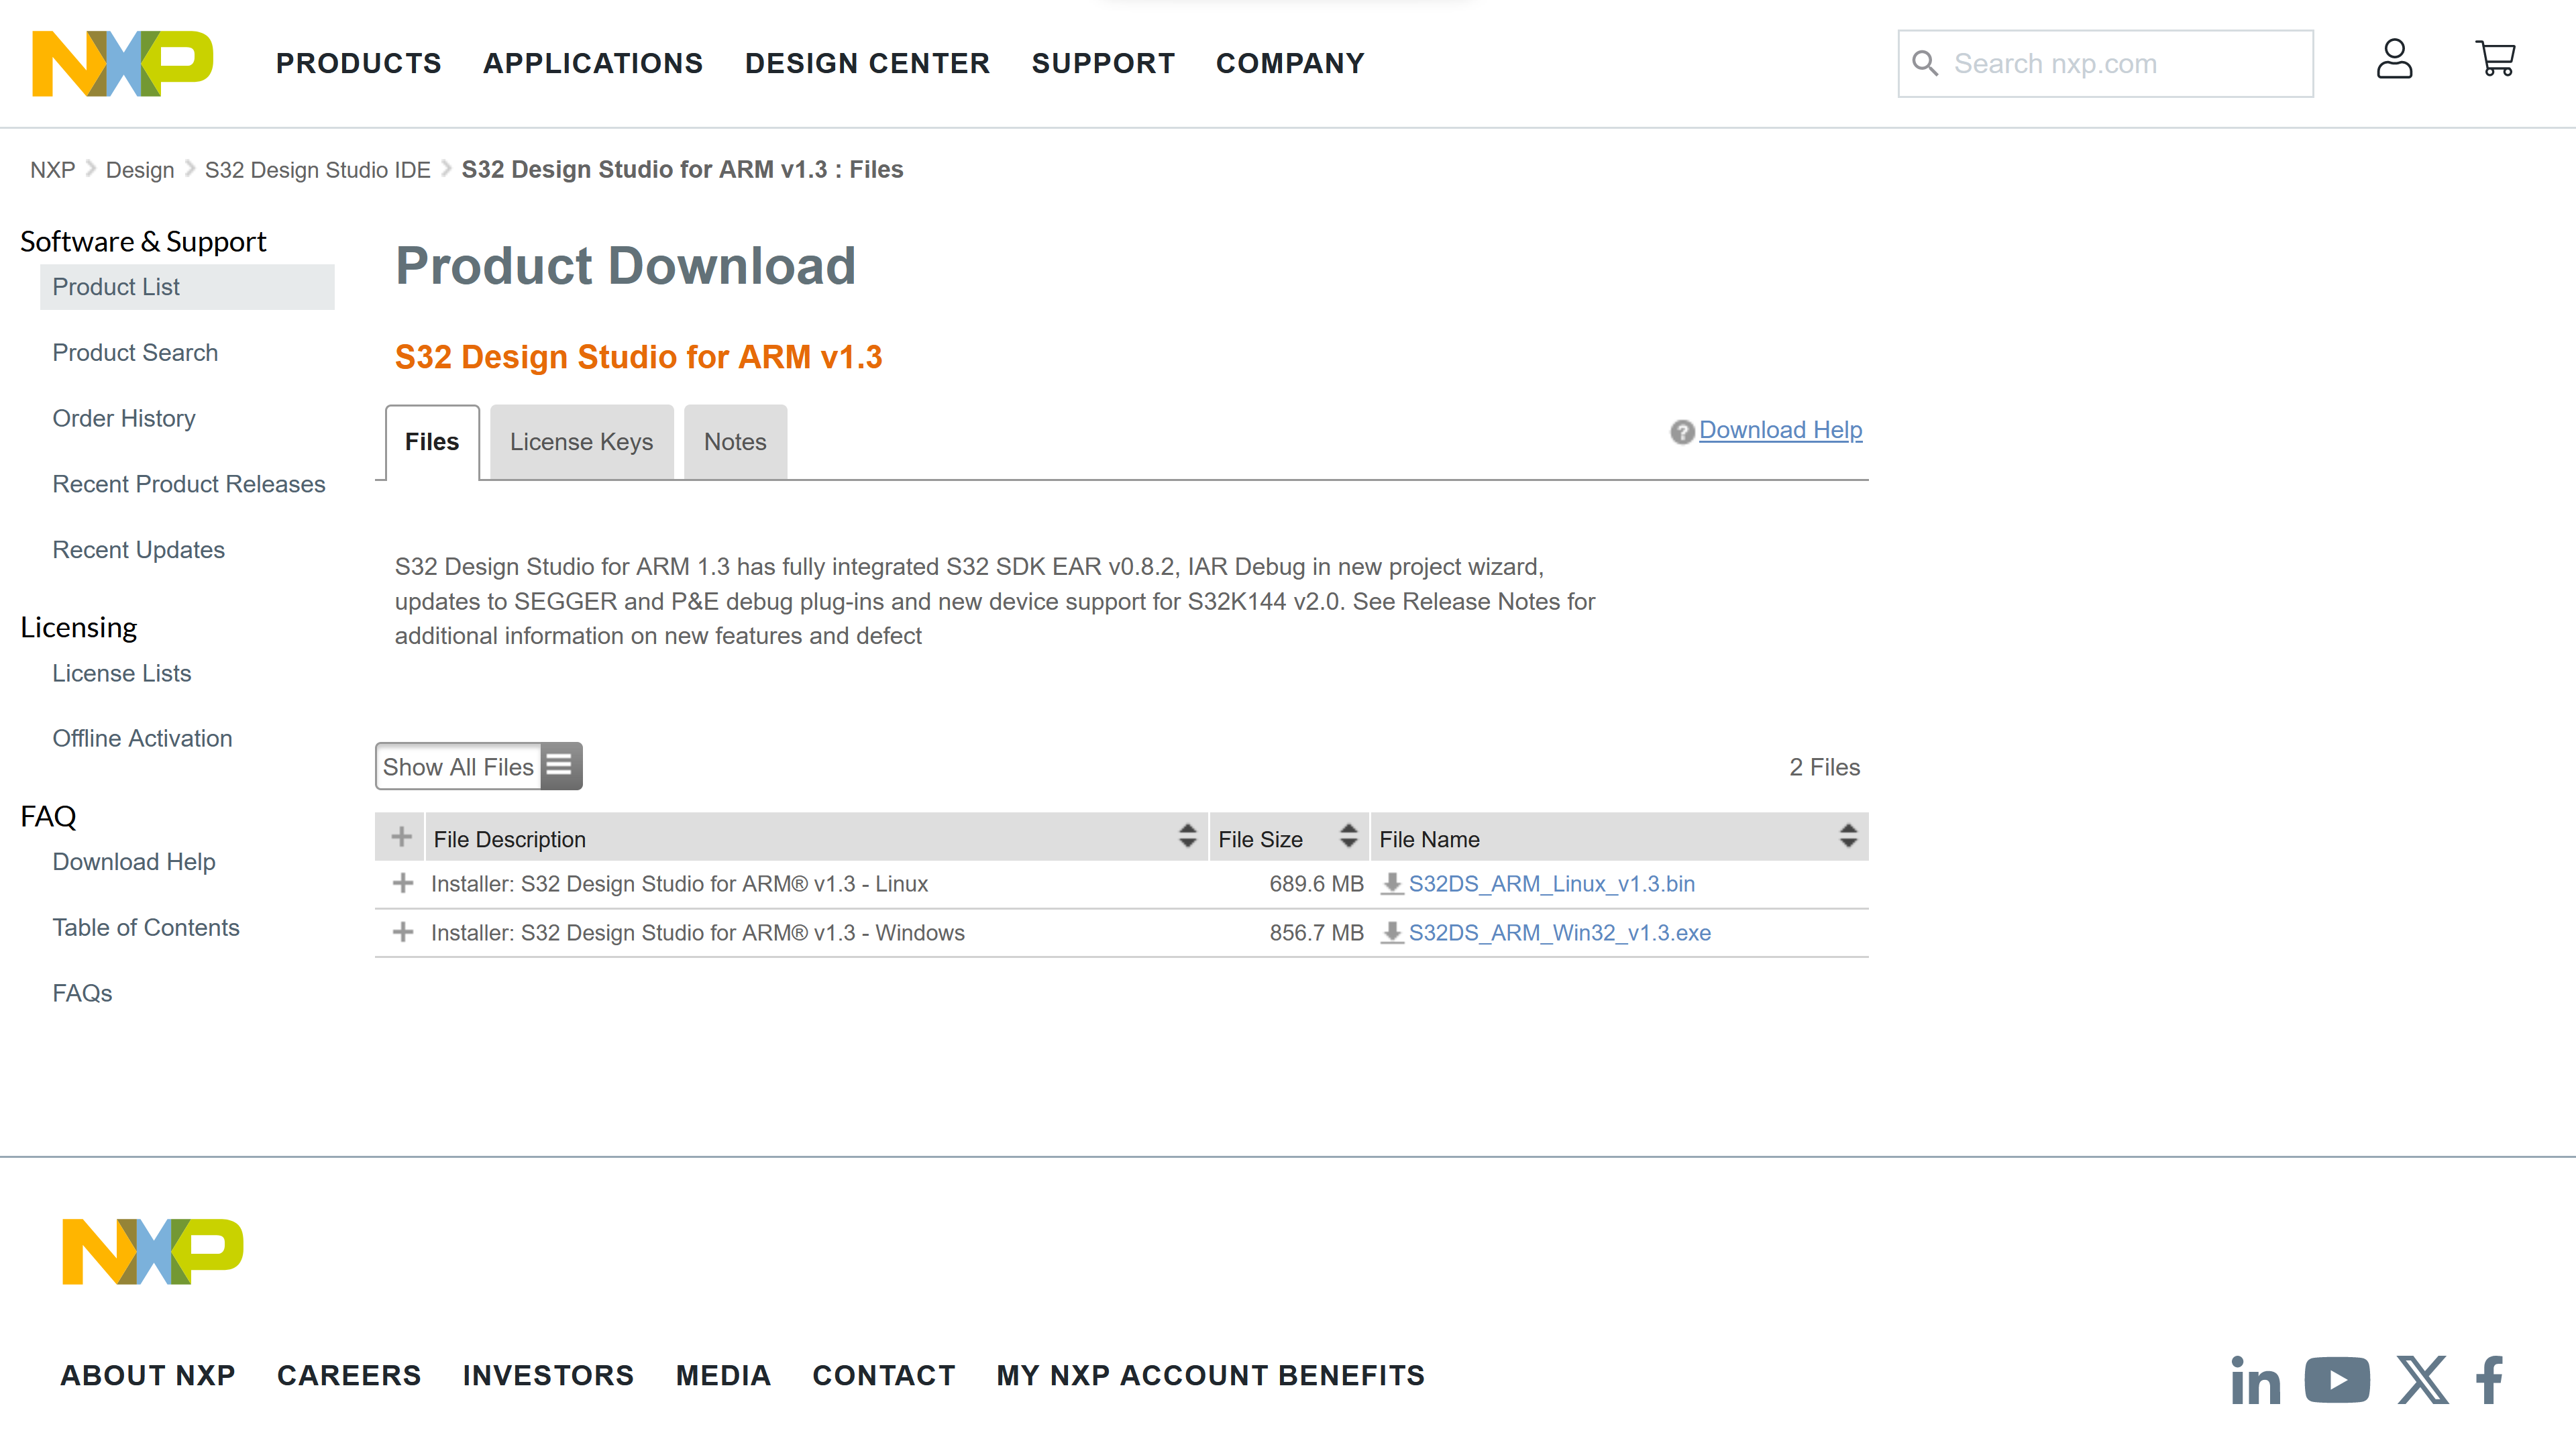 NXP
PRODUCTS APPLICATIONS DESIGN CENTER SUPPORT COMPANY
Search nxp.com
NXP Design S32 Design Studio IDE S32 Design Studio for ARM v1.3 : Files
Software & Support
Product List
Product Search
Order History
Recent Product Releases
Recent Updates
Licensing
License Lists
Offline Activation
FAQ
Download Help
Table of Contents
FAQs
Product Download
S32 Design Studio for ARM v1.3
Files License Keys Notes
? Download Help
S32 Design Studio for ARM 1.3 has fully integrated S32 SDK EAR v0.8.2, IAR Debug in new project wizard,
updates to SEGGER and P&E debug plug-ins and new device support for S32K144 v2.0. See Release Notes for
additional information on new features and defect
Show All Files
2 Files
File Description File Size File Name
Installer: S32 Design Studio for ARM® v1.3 - Linux 689.6 MB S32DS_ARM_Linux_v1.3.bin
Installer: S32 Design Studio for ARM® v1.3 - Windows 856.7 MB S32DS_ARM_Win32_v1.3.exe
NXP
ABOUT NXP CAREERS INVESTORS MEDIA CONTACT MY NXP ACCOUNT BENEFITS
in X f